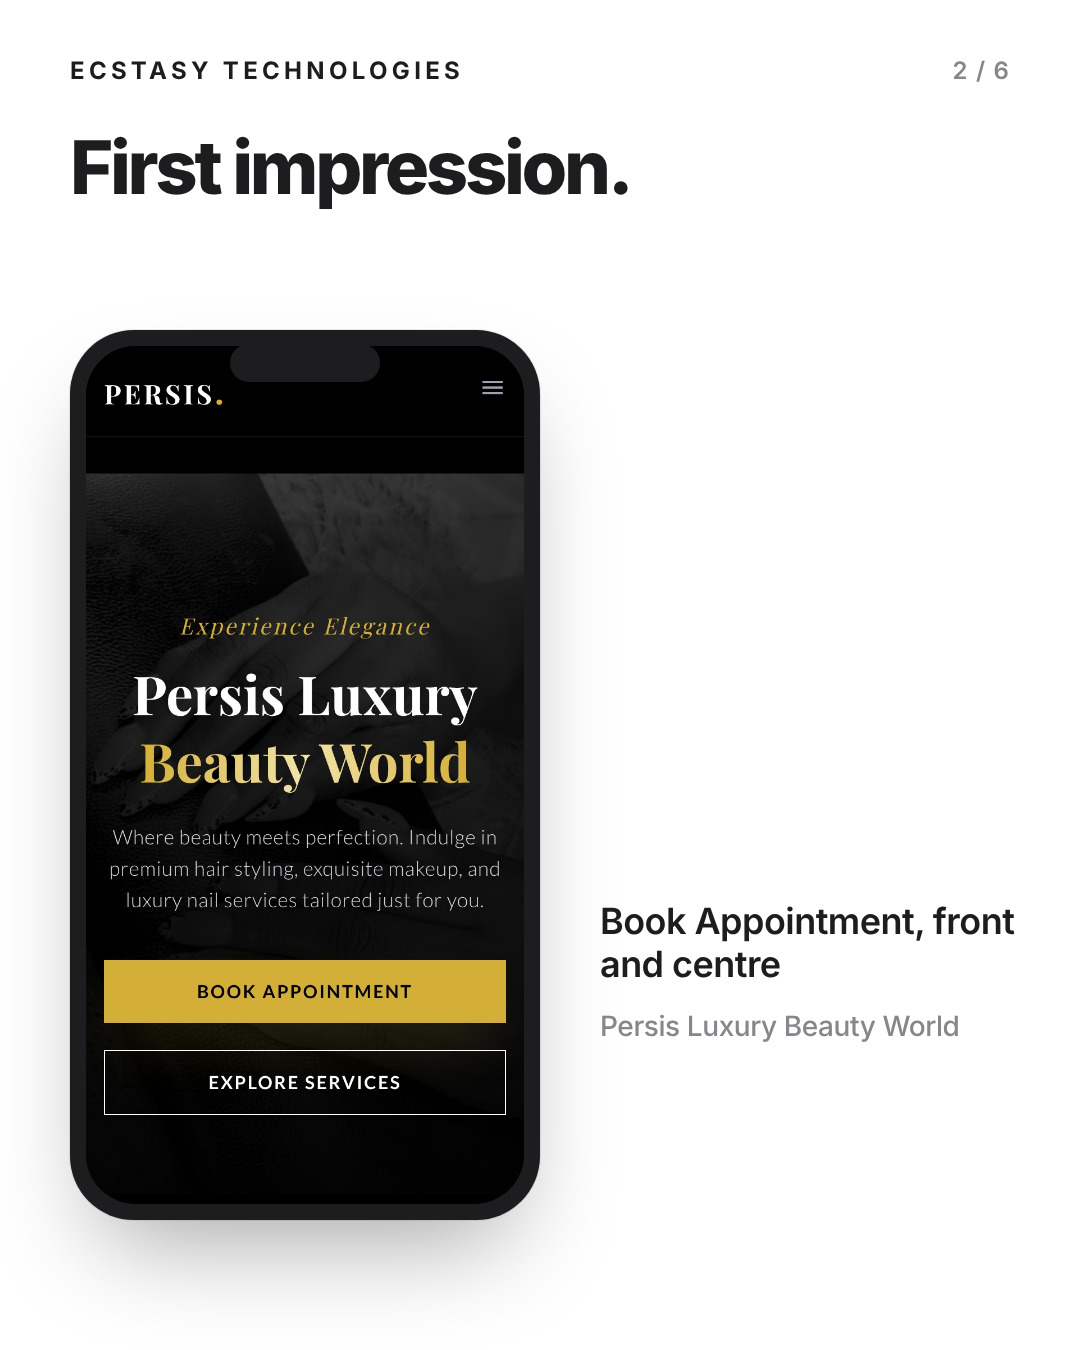 ECSTASY TECHNOLOGIES
2 / 6
First impression.
PERSIS.
Experience Elegance
Persis Luxury
Beauty World
Where beauty meets perfection. Indulge in
premium hair styling, exquisite makeup, and
luxury nail services tailored just for you.
BOOK APPOINTMENT
EXPLORE SERVICES
Book Appointment, front
and centre
Persis Luxury Beauty World